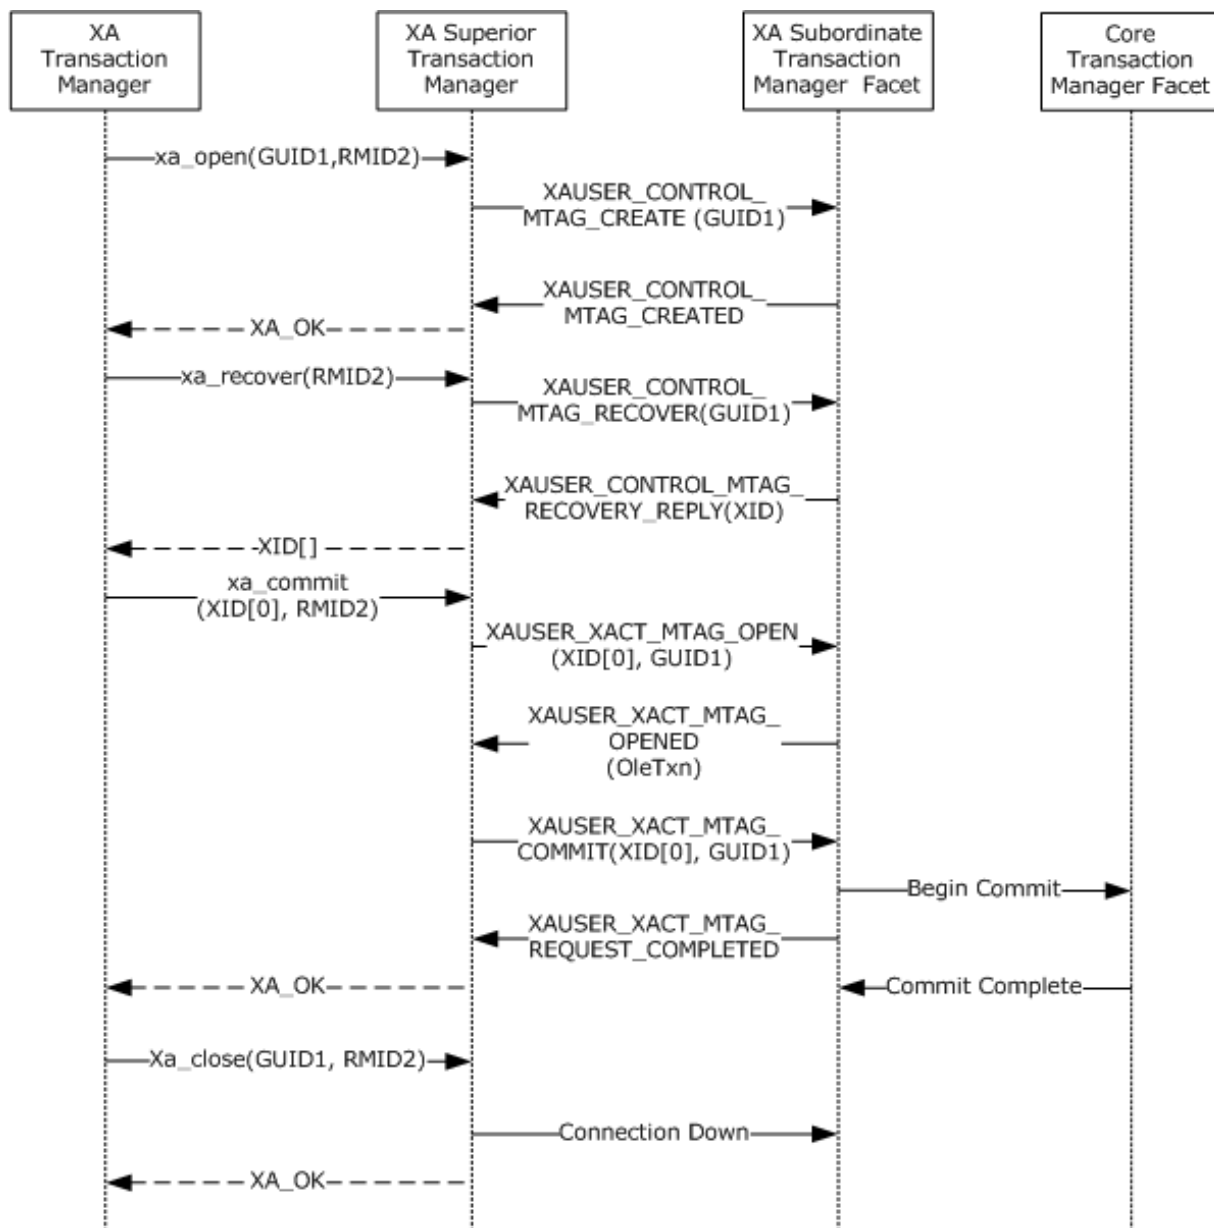 XA
Transaction
Manager
XA Superior
Transaction
Manager
XA Subordinate
Transaction
Manager Facet
Core
Transaction
Manager Facet
xa_open(GUID1,RMID2)
XAUSER_CONTROL_
MTAG_CREATE (GUID1)
XAUSER_CONTROL_
MTAG_CREATED
XA_OK
xa_recover(RMID2)
XAUSER_CONTROL_
MTAG_RECOVER(GUID1)
XAUSER_CONTROL_MTAG_
RECOVERY_REPLY(XID)
XID[]
xa_commit
(XID[0], RMID2)
XAUSER_XACT_MTAG_OPEN
(XID[0], GUID1)
XAUSER_XACT_MTAG_
OPENED
(OleTxn)
XAUSER_XACT_MTAG_
COMMIT(XID[0], GUID1)
Begin Commit
XAUSER_XACT_MTAG_
REQUEST_COMPLETED
XA_OK
Commit Complete
Xa_close(GUID1, RMID2)
Connection Down
XA_OK